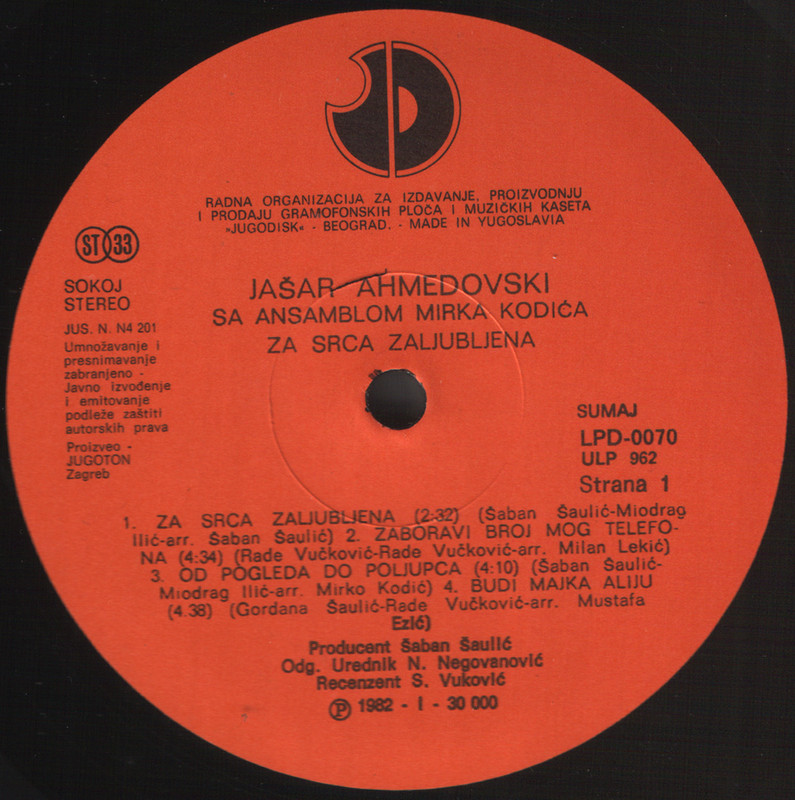 RADNA ORGANIZACIJA ZA IZDAVANJE, PROIZVODNJU
I PRODAJU GRAMOFONSKIH PLOČA I MUZIČKIH KASETA
»JUGODISK« - BEOGRAD. - MADE IN YUGOSLAVIA
ST 33
SOKOJ
STEREO
JUS. N. N4 201
Umnožavanje i
presnimavanje
zabranjeno -
Javno izvođenje
i emitovanje
podleže zaštiti
autorskih prava
Proizveo -
JUGOTON
Zagreb
JAŠAR AHMEDOVSKI
SA ANSAMBLOM MIRKA KODIĆA
ZA SRCA ZALJUBLJENA
SUMAJ
LPD-0070
ULP 962
Strana 1
1. ZA SRCA ZALJUBLJENA (2:32) (Šaban Šaulić-Miodrag
Ilić-arr. Šaban Šaulić) 2. ZABORAVI BROJ MOG TELEFO-
NA (4:34) (Rade Vučković-Rade Vučković-arr. Milan Lekić)
3. OD POGLEDA DO POLJUPCA (4:10) (Šaban Šaulić-
Miodrag Ilić-arr. Mirko Kodić) 4. BUDI MAJKA ALIJU
(4.38) (Gordana Šaulić-Rade Vučković-arr. Mustafa
Ezić)
Producent Šaban Šaulić
Odg. Urednik N. Negovanović
Recenzent S. Vuković
Ⓟ 1982 - I - 30 000